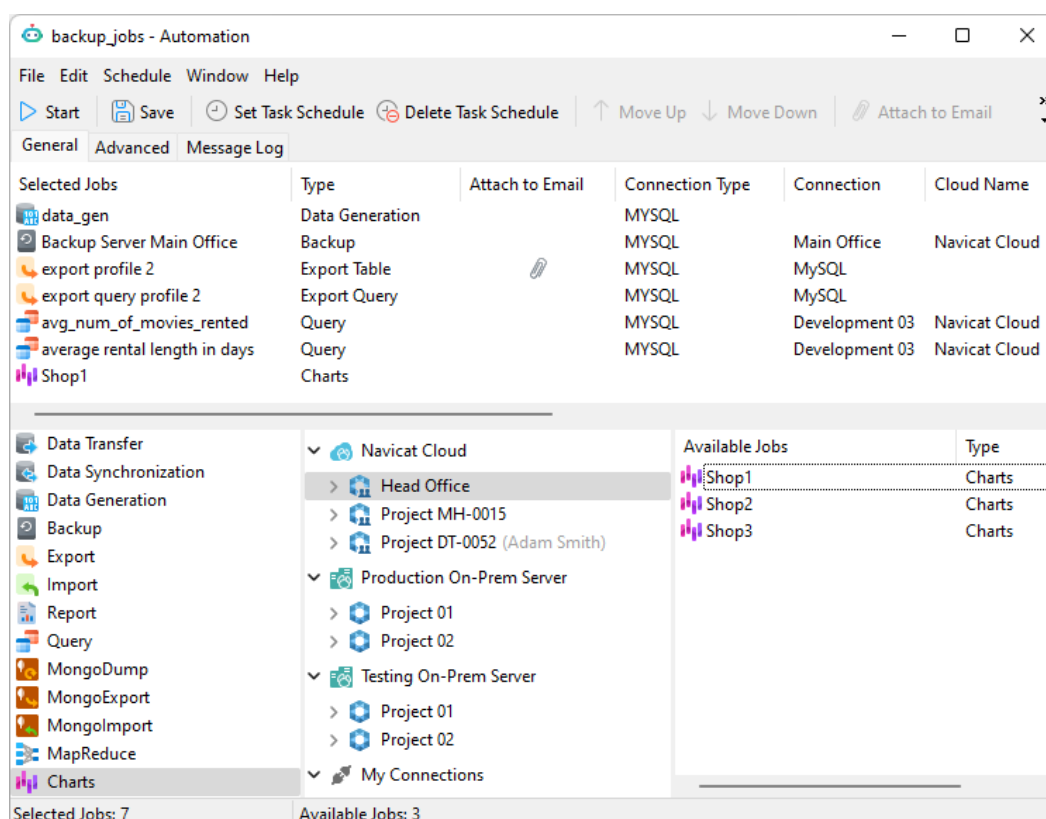 backup_jobs - Automation
File Edit Schedule Window Help
Start Save Set Task Schedule Delete Task Schedule Move Up Move Down Attach to Email
General Advanced Message Log
Selected Jobs Type Attach to Email Connection Type Connection Cloud Name
data_gen Data Generation MYSQL
Backup Server Main Office Backup MYSQL Main Office Navicat Cloud
export profile 2 Export Table MYSQL MySQL
export query profile 2 Export Query MYSQL MySQL
avg_num_of_movies_rented Query MYSQL Development 03 Navicat Cloud
average rental length in days Query MYSQL Development 03 Navicat Cloud
Shop1 Charts
Data Transfer
Data Synchronization
Data Generation
Backup
Export
Import
Report
Query
MongoDump
MongoExport
MongoImport
MapReduce
Charts
Navicat Cloud
Head Office
Project MH-0015
Project DT-0052 (Adam Smith)
Production On-Prem Server
Project 01
Project 02
Testing On-Prem Server
Project 01
Project 02
My Connections
Available Jobs Type
Shop1 Charts
Shop2 Charts
Shop3 Charts
Selected Jobs: 7 Available Jobs: 3